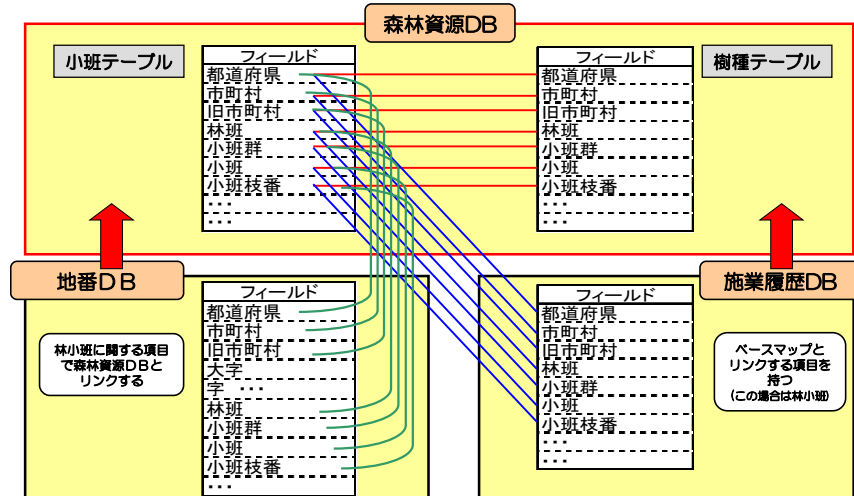 森林資源DB
小班テーブル
フィールド
都道府県
市町村
旧市町村
林班
小班群
小班
小班枝番
・・・
・・・
フィールド
都道府県
市町村
旧市町村
林班
小班群
小班
小班枝番
・・・
・・・
樹種テーブル
地番DB
林小班に関する項目
で森林資源DBと
リンクする
フィールド
都道府県
市町村
旧市町村
大字
字 ・・・
林班
小班群
小班
小班枝番
・・・
施業履歴DB
フィールド
都道府県
市町村
旧市町村
林班
小班群
小班
小班枝番
・・・
・・・
ベースマップと
リンクする項目を
持つ
(この場合は林小班)